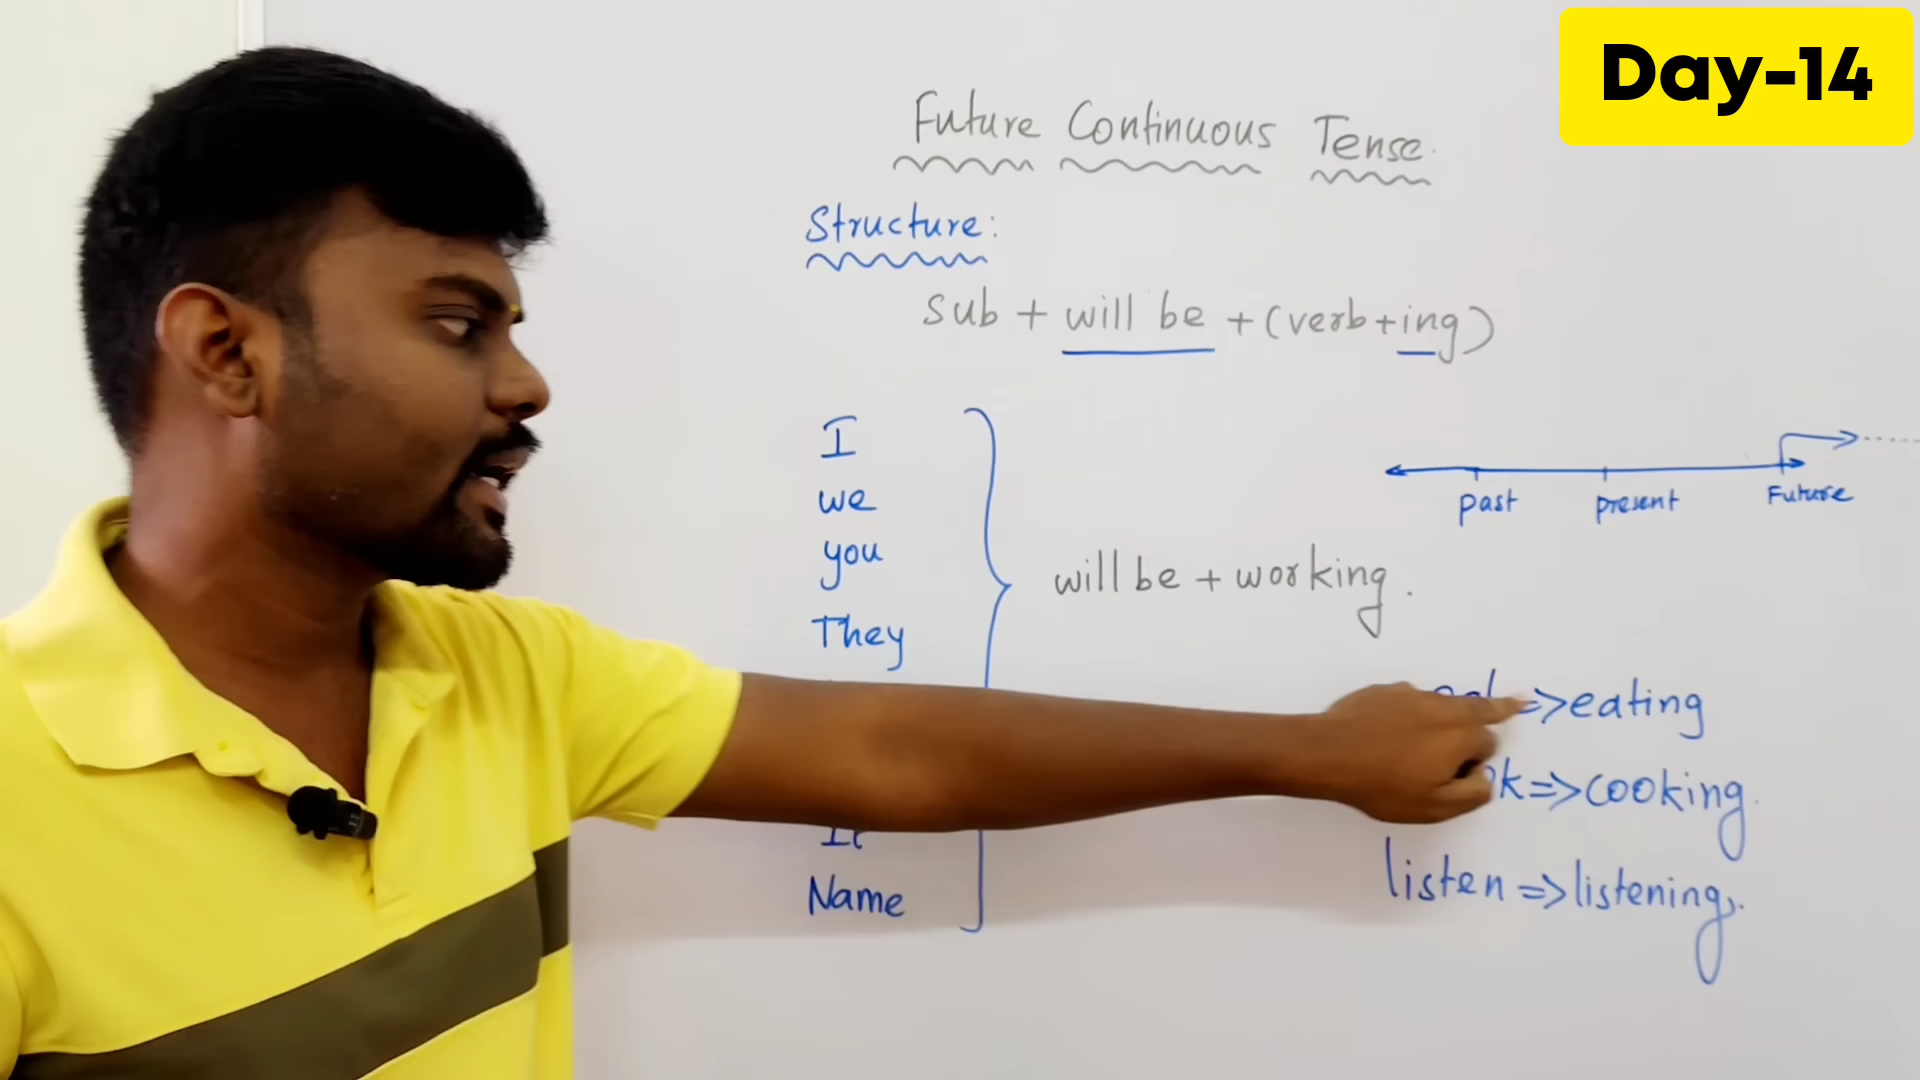 Day-14
Future Continuous Tense.
Structure:
sub + will be + (verb+ing)
I
we
you
They
Name
will be + working.
past present Future
=>eating
=>cooking.
listen=>listening.